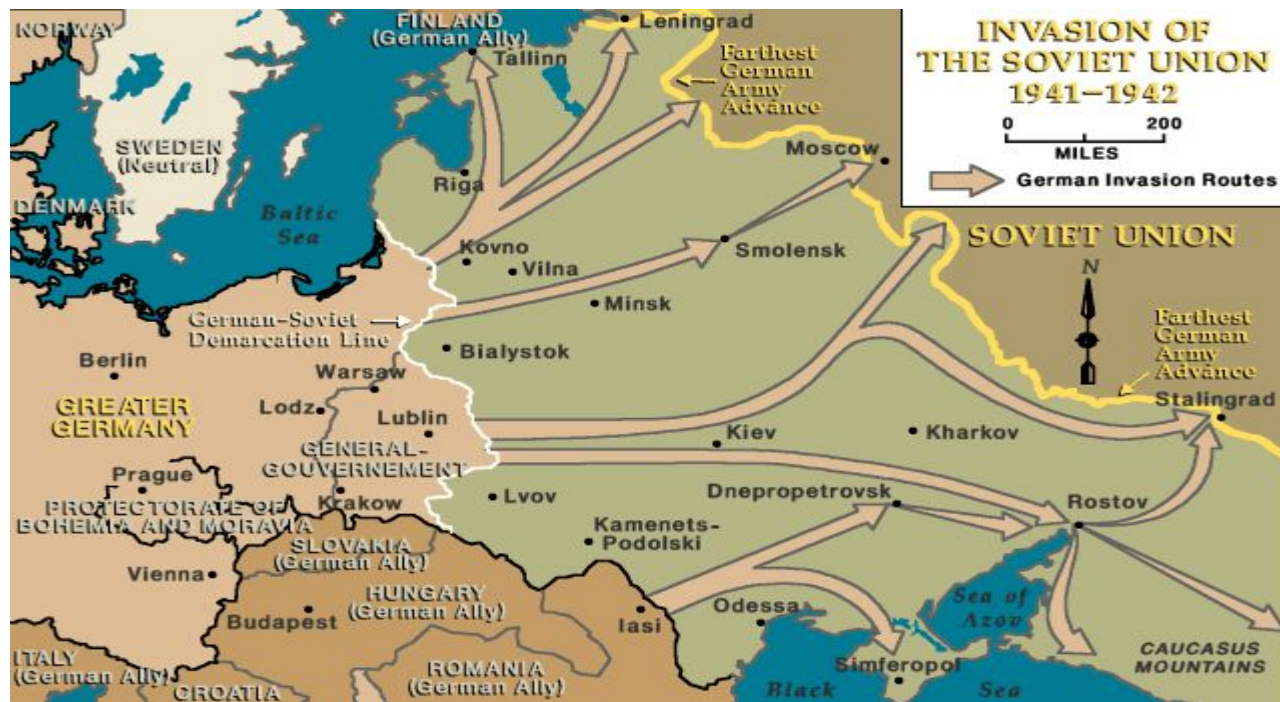 NORWAY
FINLAND
(German Ally)
Leningrad
Tallinn
Farthest
German
Army
Advance
INVASION OF
THE SOVIET UNION
1941–1942
0 200
MILES
German Invasion Routes
SWEDEN
(Neutral)
Riga
Moscow
DENMARK
Baltic
Sea
Kovno
Vilna
Smolensk
SOVIET UNION
N
Minsk
German-Soviet
Demarcation Line
Bialystok
Farthest
German
Army
Advance
Berlin
Warsaw
Stalingrad
GREATER
GERMANY
Lodz
Lublin
Kiev
Kharkov
GENERAL-
GOUVERNEMENT
Prague
Krakow
Lvov
Dnepropetrovsk
Rostov
PROTECTORATE OF
BOHEMIA AND MORAVIA
Kamenets-
Podolski
SLOVAKIA
(German Ally)
Vienna
HUNGARY
(German Ally)
Budapest
Iasi
Odessa
Sea of
Azov
ITALY
(German Ally)
CROATIA
ROMANIA
(German Ally)
Simferopol
CAUCASUS
MOUNTAINS
Black Sea